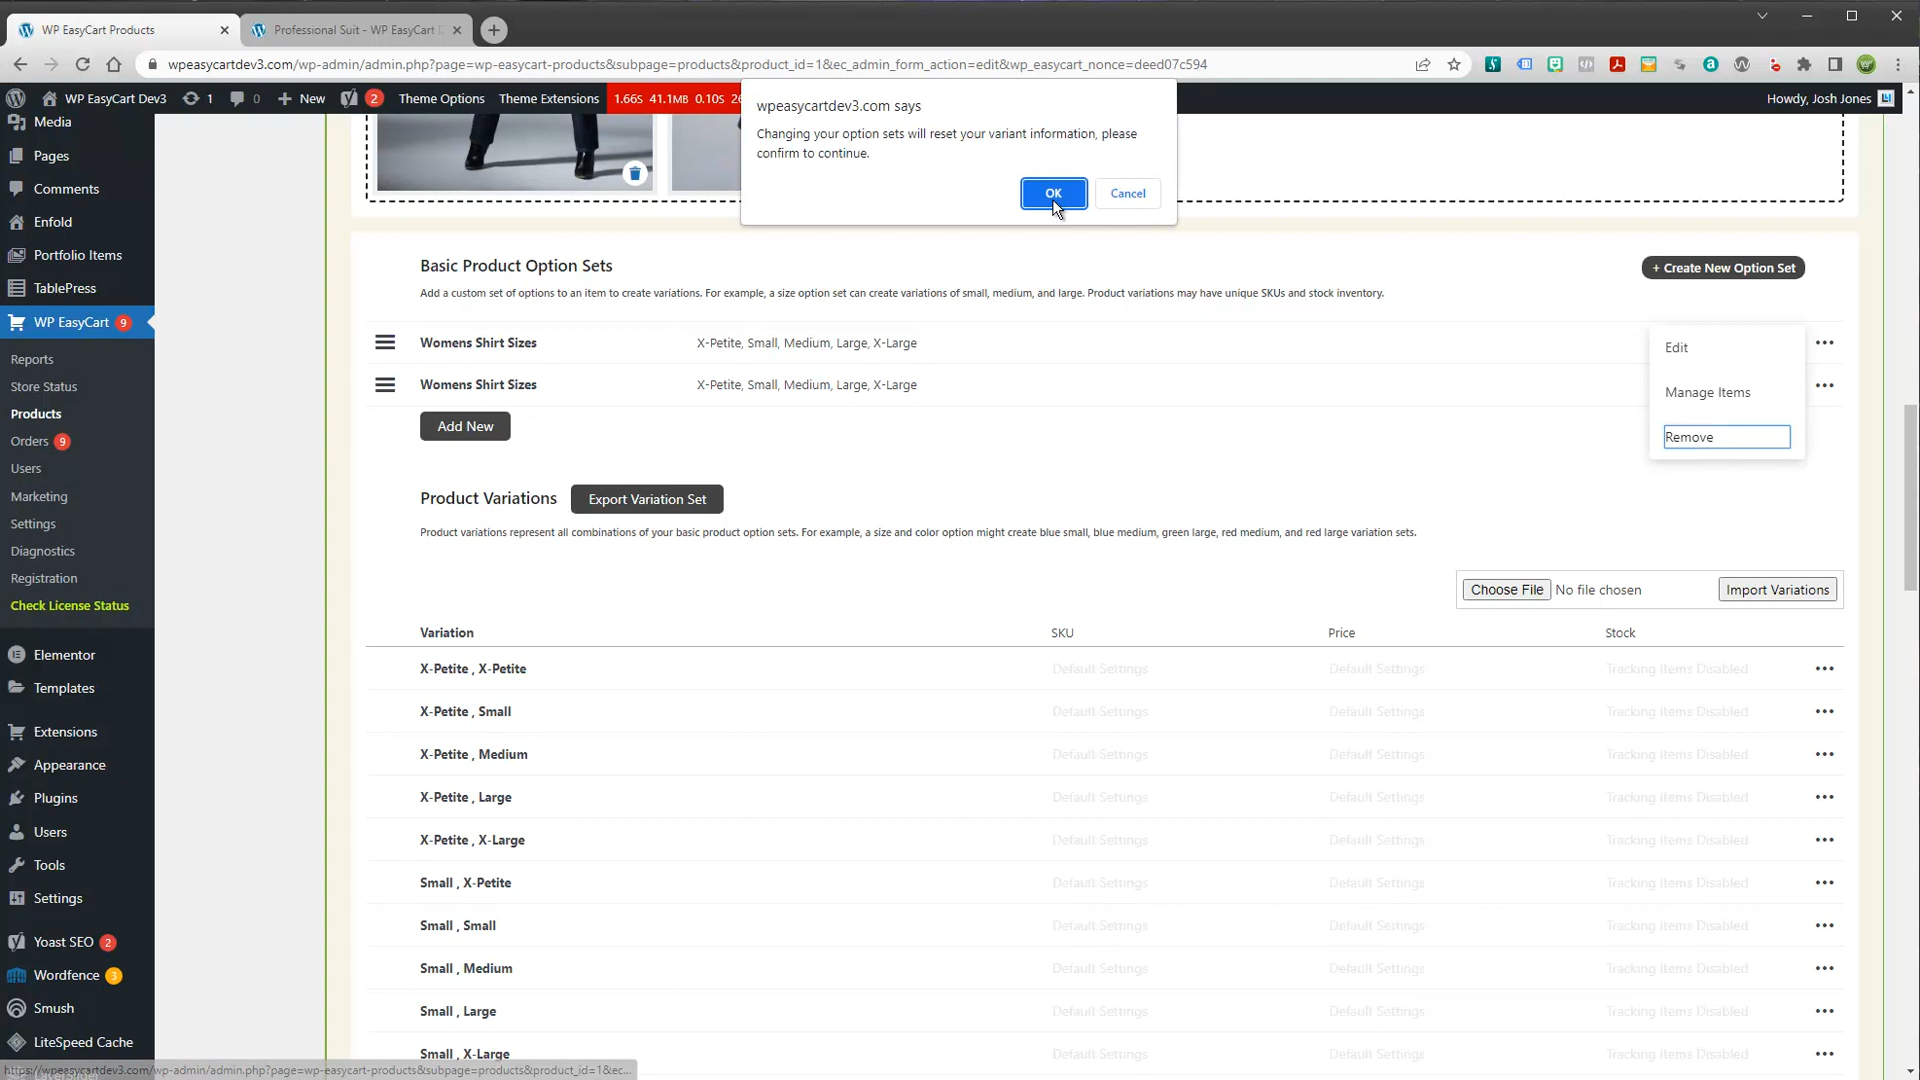 WP EasyCart Products
Professional Suit - WP EasyCart
wpeasycartdev3.com/wp-admin/admin.php?page=wp-easycart-products&subpage=products&product_id=1&ec_admin_form_action=edit&wp_easycart_nonce=deed07c594
WP EasyCart Dev3
1
0
New
2
Theme Options
Theme Extensions
1.66S 41.1MB 0.10S
Howdy, Josh Jones
wpeasycartdev3.com says
Changing your option sets will reset your variant information, please
confirm to continue.
OK
Cancel
Media
Pages
Comments
Enfold
Portfolio Items
TablePress
WP EasyCart 9
Reports
Store Status
Products
Orders 9
Users
Marketing
Settings
Diagnostics
Registration
Check License Status
Elementor
Templates
Extensions
Appearance
Plugins
Users
Tools
Settings
Yoast SEO 2
Wordfence 3
Smush
LiteSpeed Cache
Basic Product Option Sets
+ Create New Option Set
Add a custom set of options to an item to create variations. For example, a size option set can create variations of small, medium, and large. Product variations may have unique SKUs and stock inventory.
Womens Shirt Sizes X-Petite, Small, Medium, Large, X-Large
Womens Shirt Sizes X-Petite, Small, Medium, Large, X-Large
Edit
Manage Items
Remove
Add New
Product Variations
Export Variation Set
Product variations represent all combinations of your basic product option sets. For example, a size and color option might create blue small, blue medium, green large, red medium, and red large variation sets.
Choose File No file chosen
Import Variations
Variation SKU Price Stock
X-Petite , X-Petite Default Settings Default Settings Tracking Items Disabled
X-Petite , Small Default Settings Default Settings Tracking Items Disabled
X-Petite , Medium Default Settings Default Settings Tracking Items Disabled
X-Petite , Large Default Settings Default Settings Tracking Items Disabled
X-Petite , X-Large Default Settings Default Settings Tracking Items Disabled
Small , X-Petite Default Settings Default Settings Tracking Items Disabled
Small , Small Default Settings Default Settings Tracking Items Disabled
Small , Medium Default Settings Default Settings Tracking Items Disabled
Small , Large Default Settings Default Settings Tracking Items Disabled
Small , X-Large Default Settings Default Settings Tracking Items Disabled
https://wpeasycartdev3.com/wp-admin/admin.php?page=wp-easycart-products&subpage=products&product_id=1&ec...